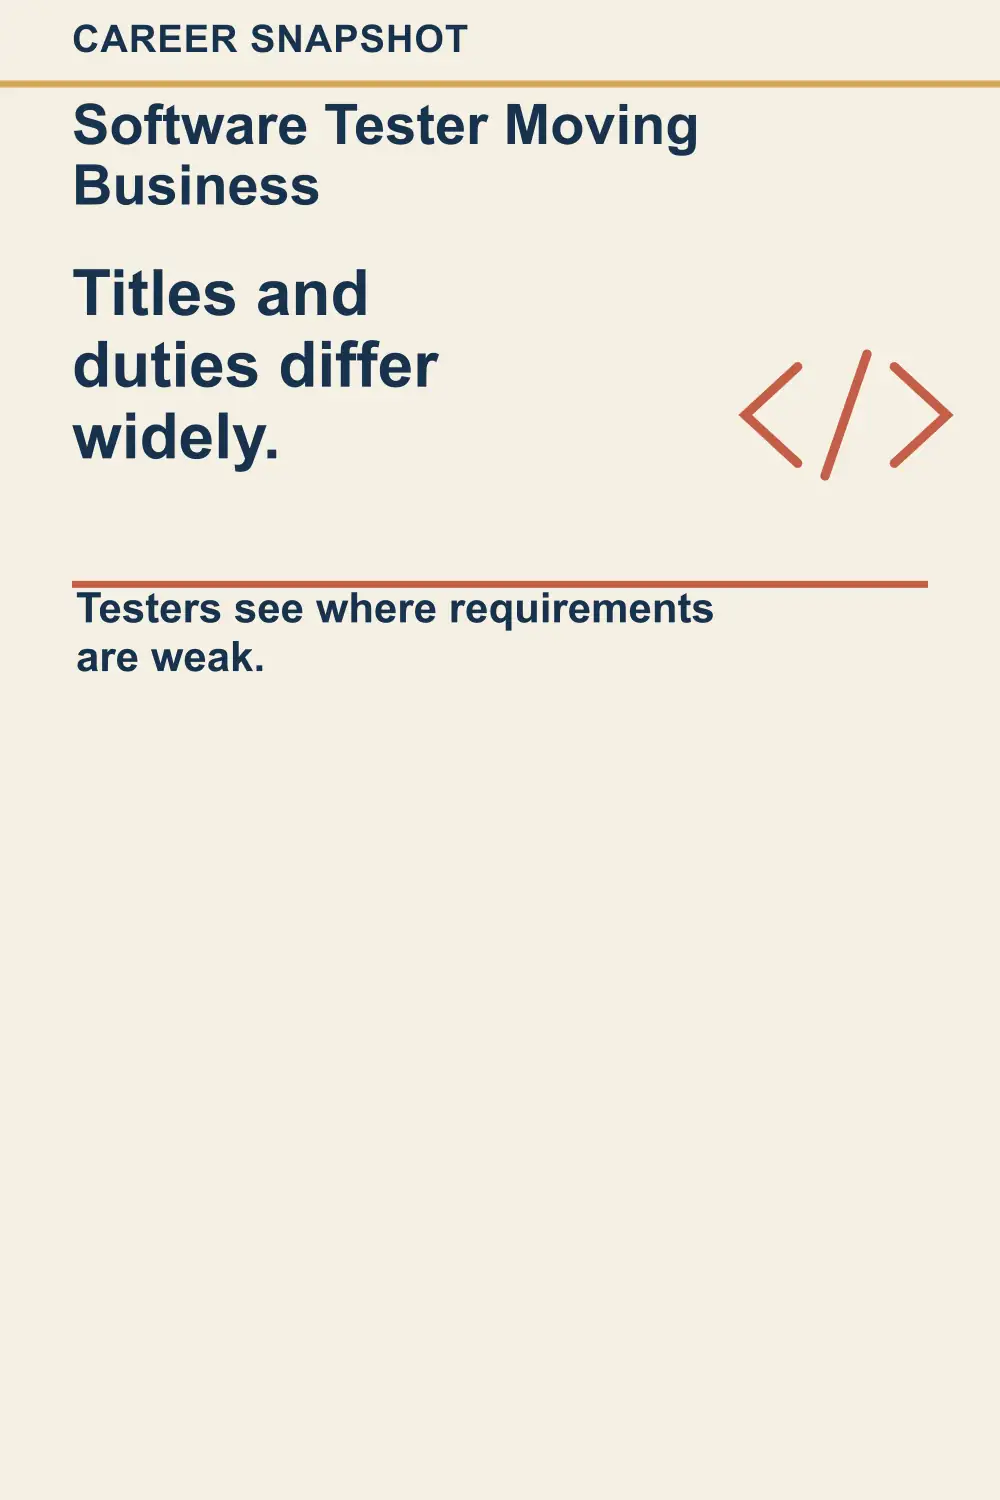 CAREER SNAPSHOT
Software Tester Moving
Business
Titles and
duties differ
widely.
Testers see where requirements
are weak.